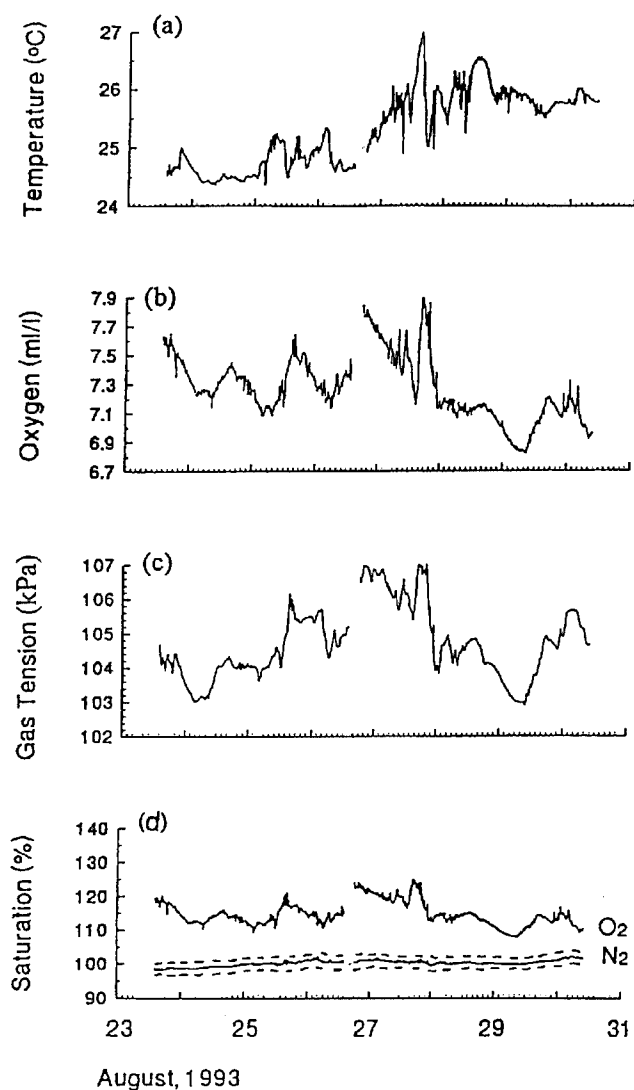 (a)
Temperature (oC)
27
26
25
24
(b)
Oxygen (ml/l)
7.9
7.7
7.5
7.3
7.1
6.9
6.7
(c)
Gas Tension (kPa)
107
106
105
104
103
102
(d)
Saturation (%)
140
130
120
110
100
90
O2
N2
23
25
27
29
31
August, 1993